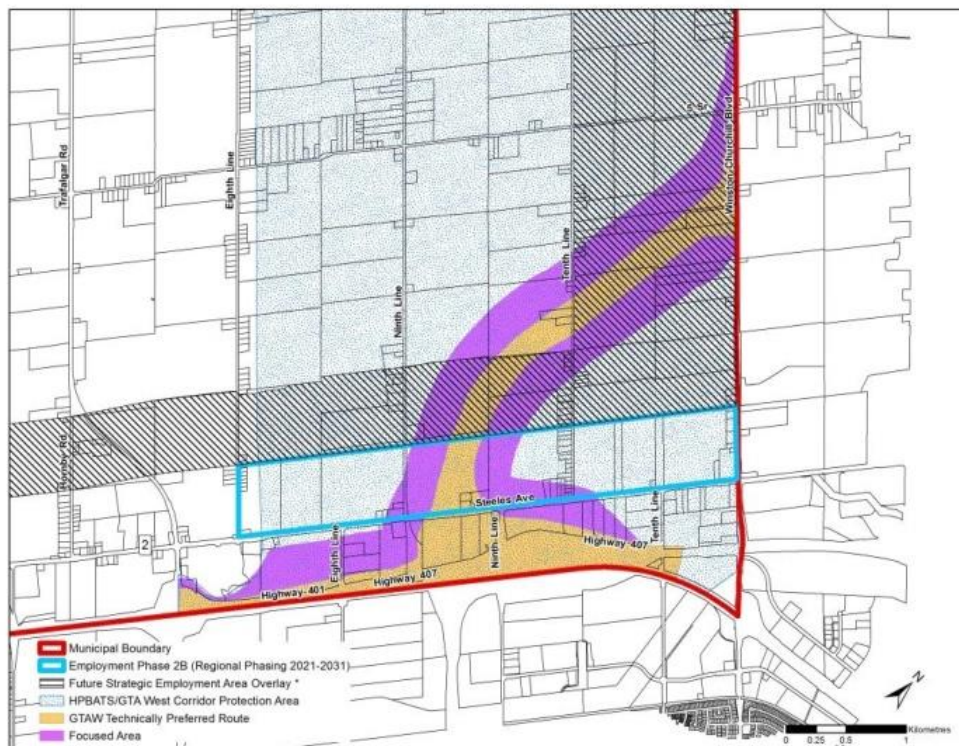 5 St
Trafalgar Rd
Eighth Line
Ninth Line
Tenth Line
Winston Churchill Blvd
Hornby Rd
2
Steeles Ave
Eighth Line
Ninth Line
Tenth Line
Highway 407
Highway 407
Highway 401
Municipal Boundary
Employment Phase 2B (Regional Phasing 2021-2031)
Future Strategic Employment Area Overlay *
HPBATS/GTA West Corridor Protection Area
GTAW Technically Preferred Route
Focused Area
0 0.25 0.5 1
Kilometres